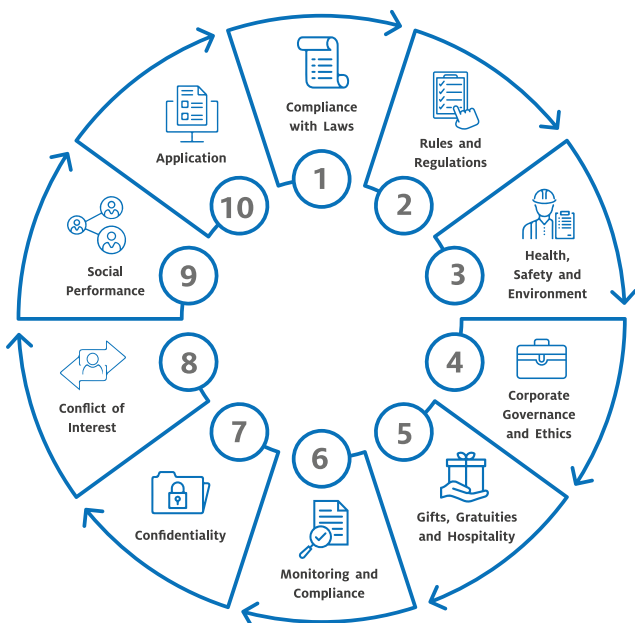 Compliance
with Laws
1
Rules and
Regulations
2
Health,
Safety and
Environment
3
Corporate
Governance
and Ethics
4
Gifts, Gratuities
and Hospitality
5
Monitoring and
Compliance
6
Confidentiality
7
Conflict of
Interest
8
Social
Performance
9
Application
10